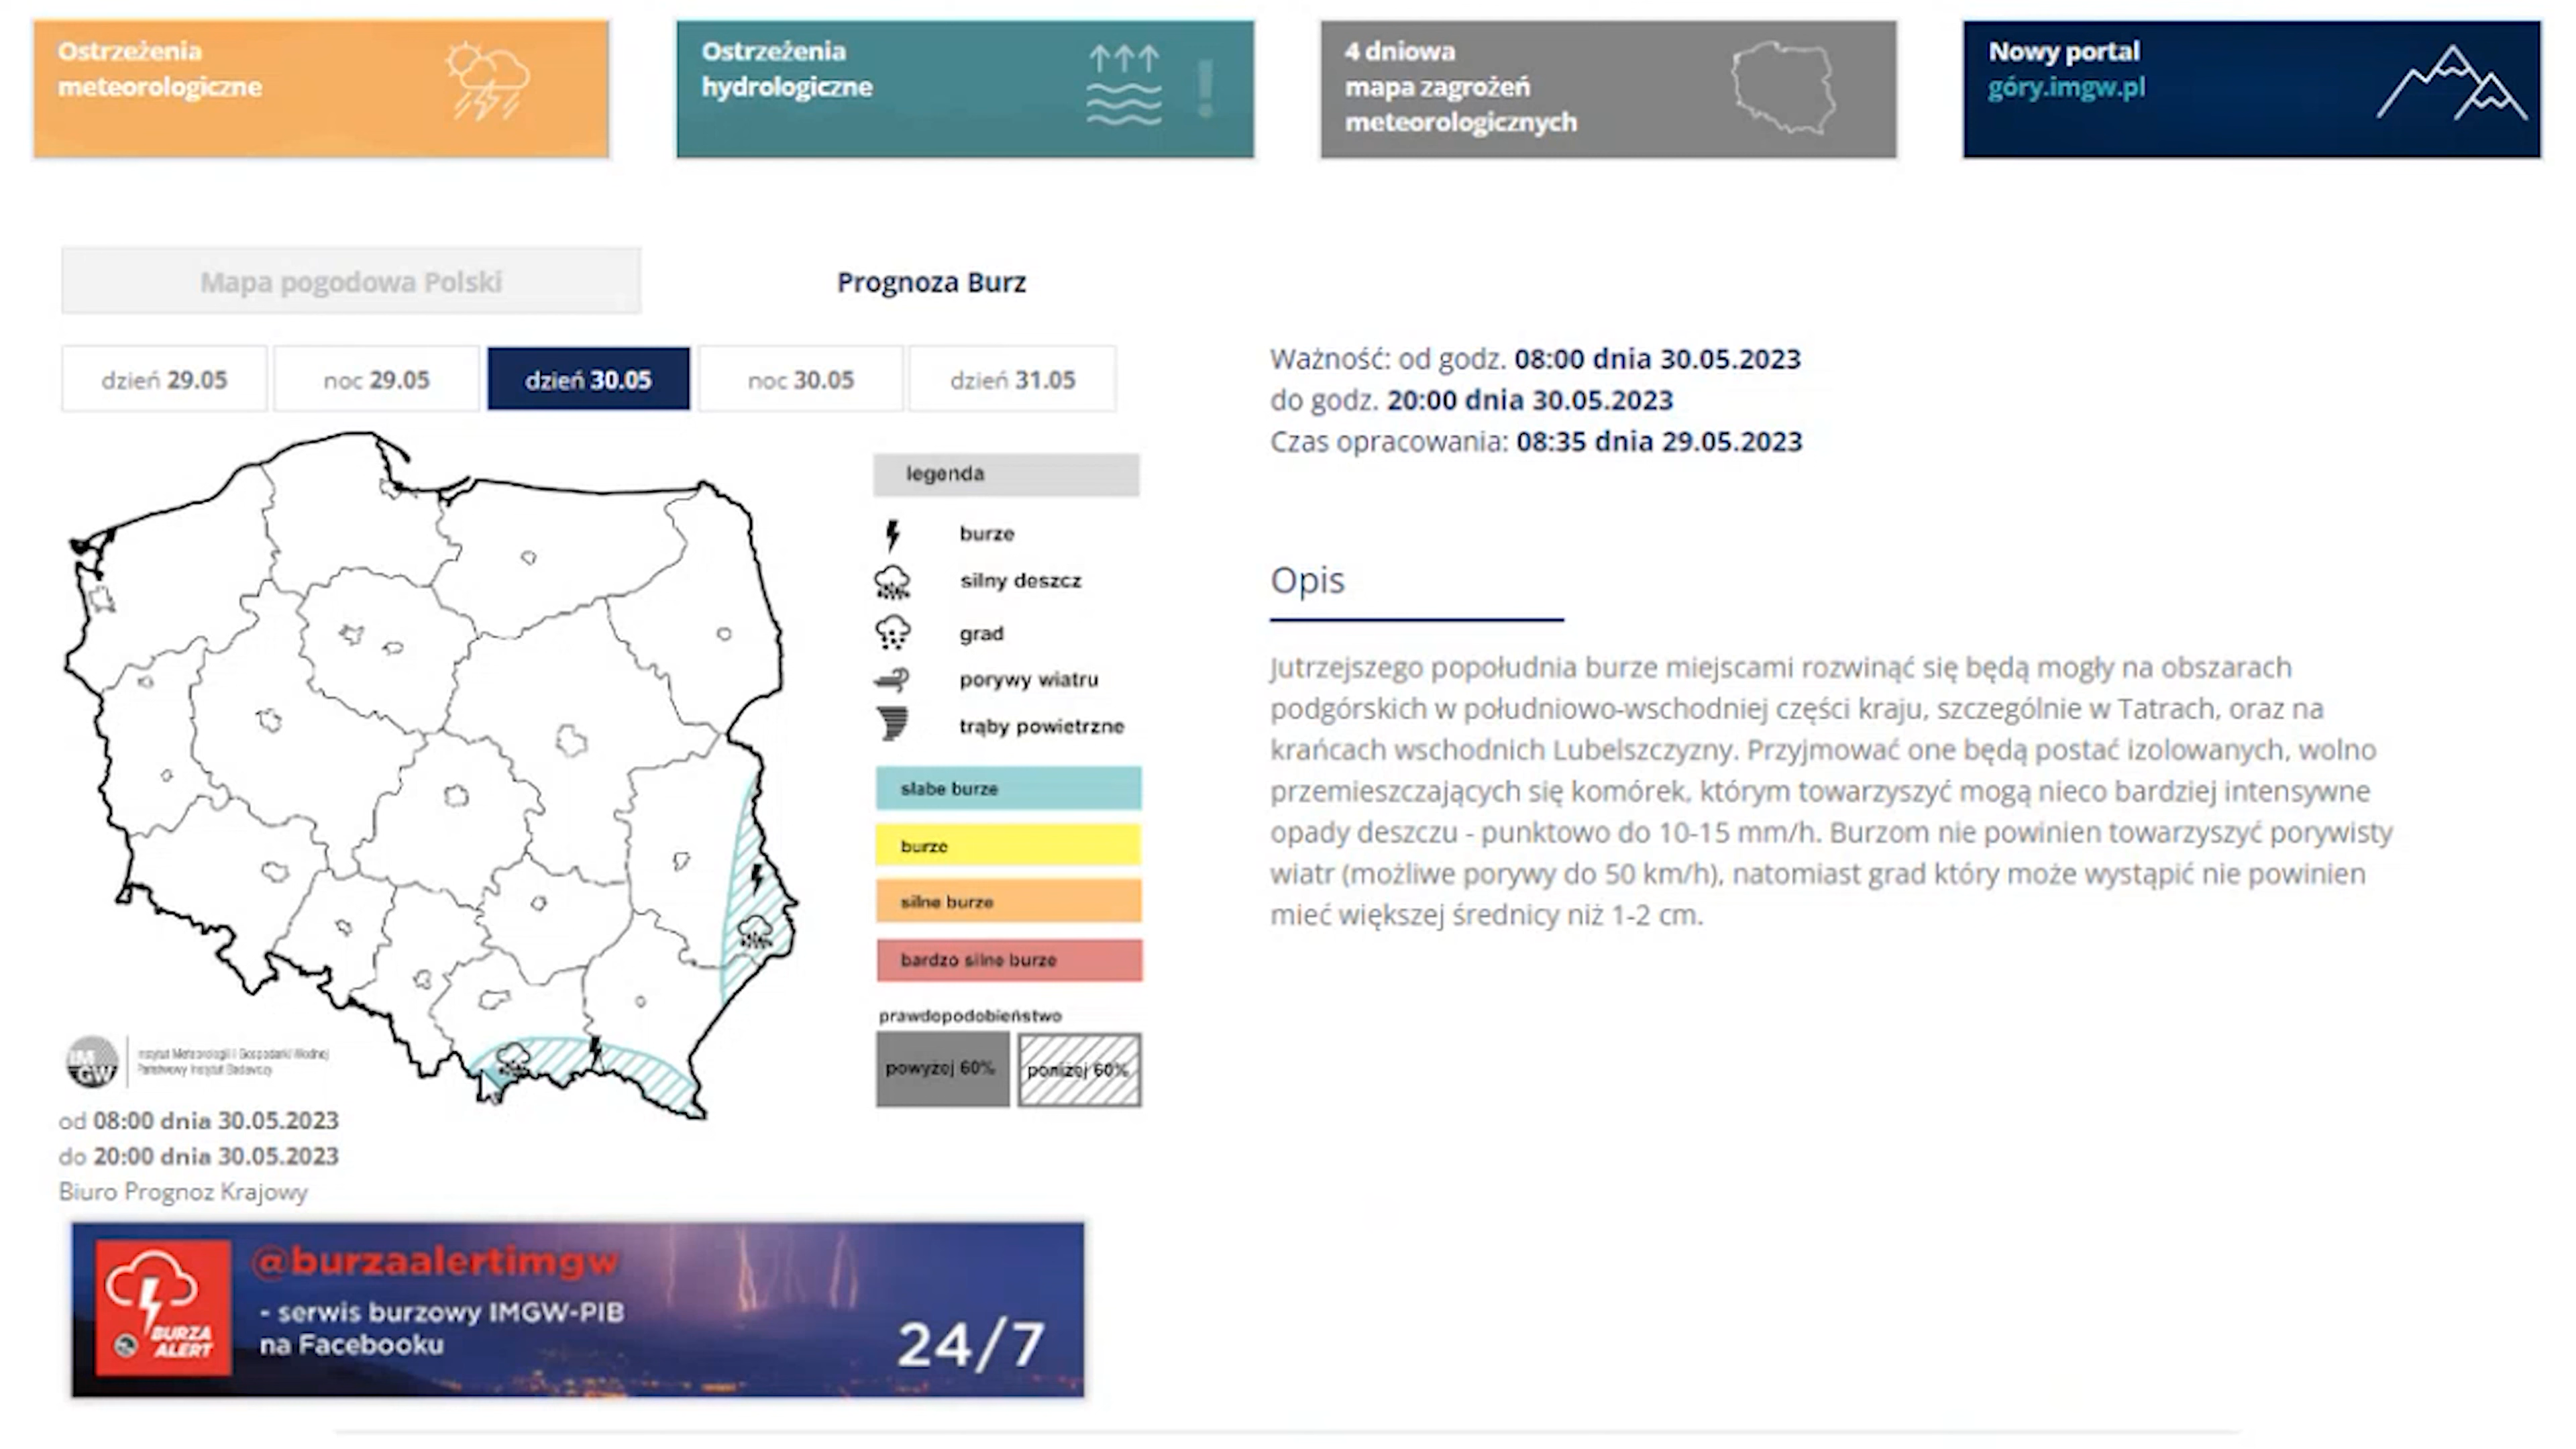 Ostrzeżenia
meteorologiczne
Ostrzeżenia
hydrologiczne
4 dniowa
mapa zagrożeń
meteorologicznych
Nowy portal
góry.imgw.pl
Mapa pogodowa Polski
Prognoza Burz
dzień 29.05
noc 29.05
dzień 30.05
noc 30.05
dzień 31.05
legenda
burze
silny deszcz
grad
porywy wiatru
trąby powietrzne
słabe burze
burze
silne burze
bardzo silne burze
prawdopodobieństwo
powyżej 60%
poniżej 60%
IM
GW
Instytut Meteorologii i Gospodarki Wodnej
Państwowy Instytut Badawczy
od 08:00 dnia 30.05.2023
do 20:00 dnia 30.05.2023
Biuro Prognoz Krajowy
BURZA
ALERT
@burzaalertimgw
- serwis burzowy IMGW-PIB
na Facebooku
24/7
Ważność: od godz. 08:00 dnia 30.05.2023
do godz. 20:00 dnia 30.05.2023
Czas opracowania: 08:35 dnia 29.05.2023
Opis
Jutrzejszego popołudnia burze miejscami rozwinąć się będą mogły na obszarach
podgórskich w południowo-wschodniej części kraju, szczególnie w Tatrach, oraz na
krańcach wschodnich Lubelszczyzny. Przyjmować one będą postać izolowanych, wolno
przemieszczających się komórek, którym towarzyszyć mogą nieco bardziej intensywne
opady deszczu - punktowo do 10-15 mm/h. Burzom nie powinien towarzyszyć porywisty
wiatr (możliwe porywy do 50 km/h), natomiast grad który może wystąpić nie powinien
mieć większej średnicy niż 1-2 cm.